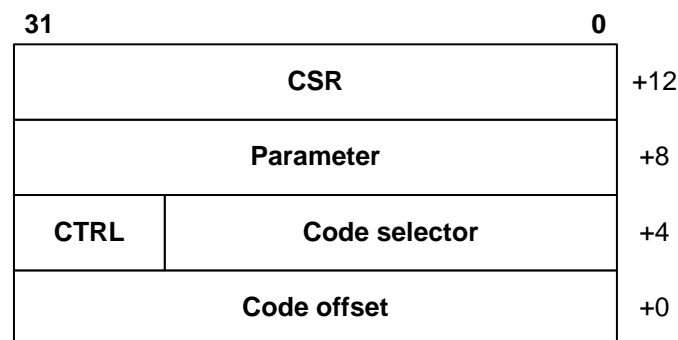 31 0
CSR +12
Parameter +8
CTRL Code selector +4
Code offset +0